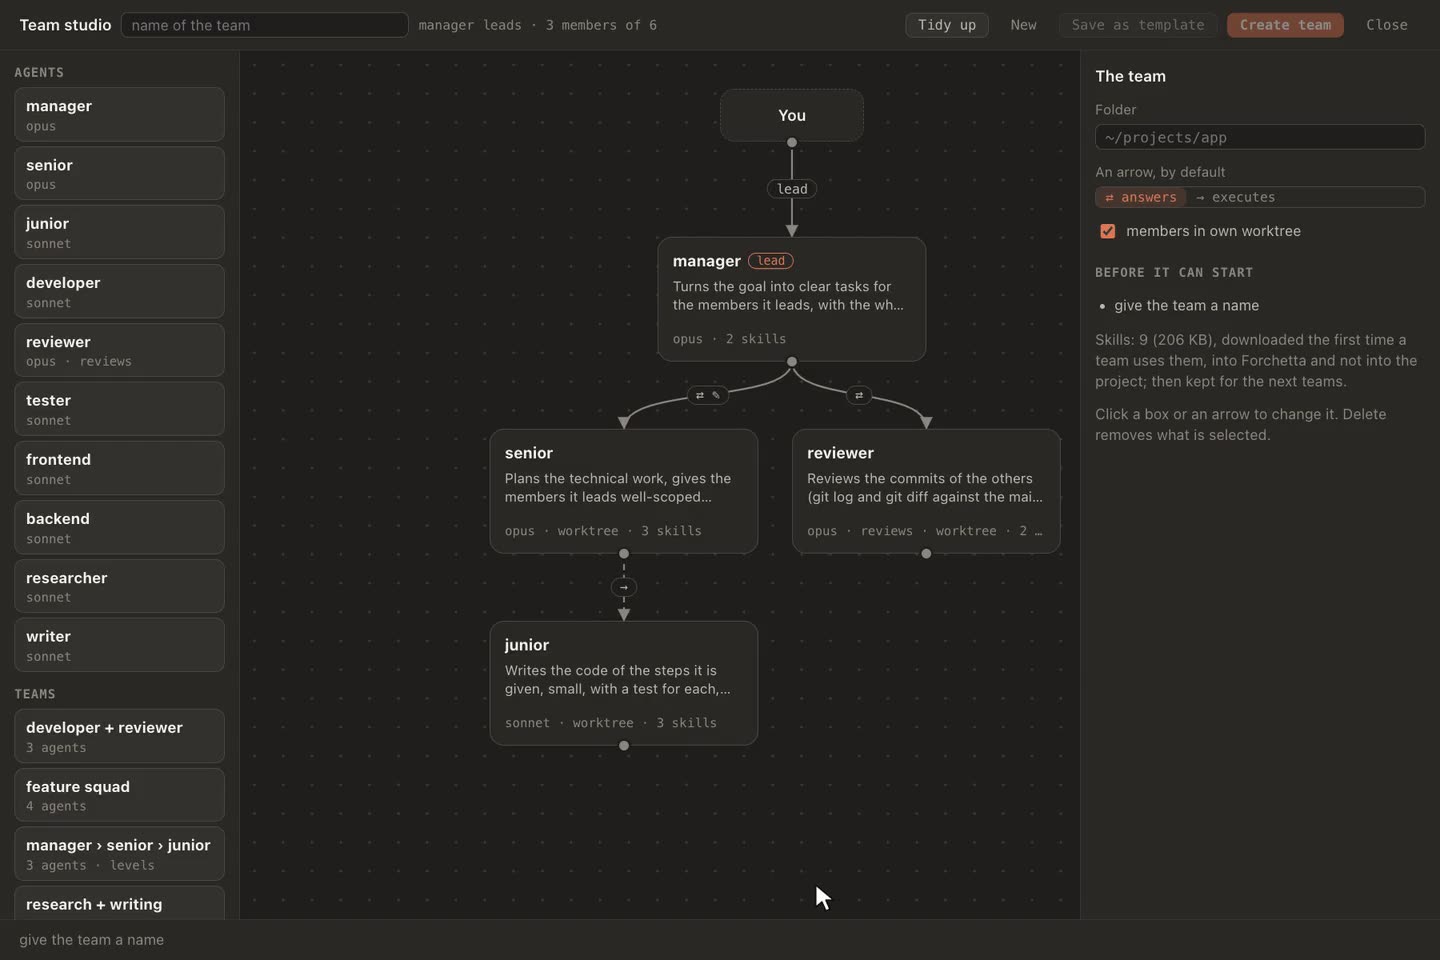 Team studio
name of the team
manager leads · 3 members of 6
Tidy up
New
Save as template
Create team
Close
AGENTS
manager
opus
senior
opus
junior
sonnet
developer
sonnet
reviewer
opus · reviews
tester
sonnet
frontend
sonnet
backend
sonnet
researcher
sonnet
writer
sonnet
TEAMS
developer + reviewer
3 agents
feature squad
4 agents
manager › senior › junior
3 agents · levels
research + writing
You
lead
manager lead
Turns the goal into clear tasks for
the members it leads, with the wh…
opus · 2 skills
⇄ ✎
⇄
senior
Plans the technical work, gives the
members it leads well-scoped…
opus · worktree · 3 skills
reviewer
Reviews the commits of the others
(git log and git diff against the mai…
opus · reviews · worktree · 2 …
→
junior
Writes the code of the steps it is
given, small, with a test for each,…
sonnet · worktree · 3 skills
The team
Folder
~/projects/app
An arrow, by default
⇄ answers → executes
members in own worktree
BEFORE IT CAN START
• give the team a name
Skills: 9 (206 KB), downloaded the first time a
team uses them, into Forchetta and not into the
project; then kept for the next teams.
Click a box or an arrow to change it. Delete
removes what is selected.
give the team a name